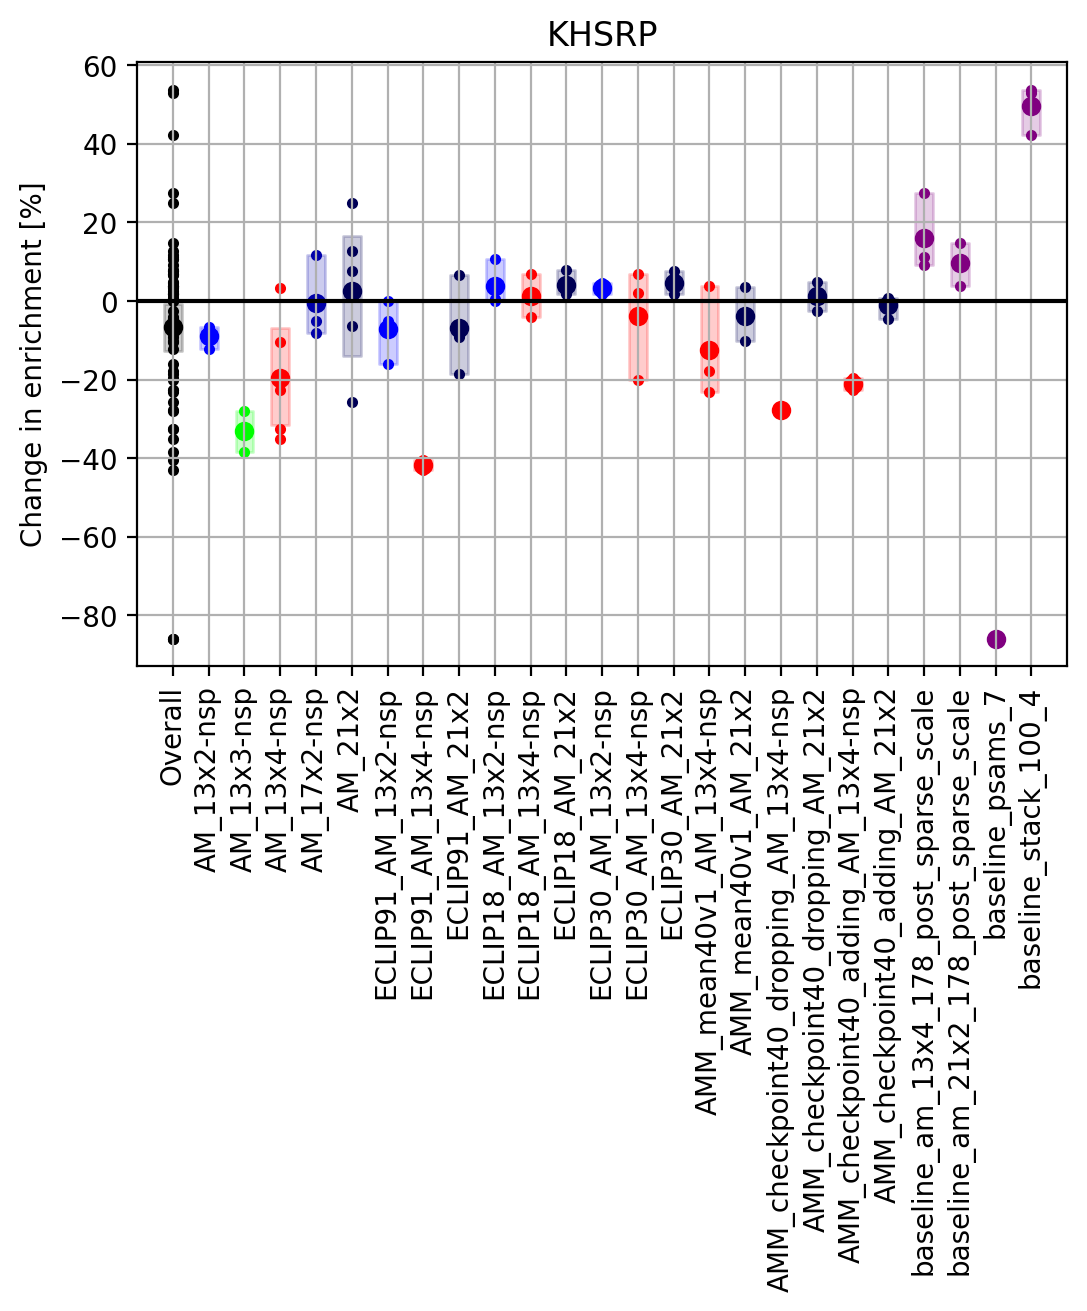 KHSRP
Change in enrichment [%]
60
40
20
0
−20
−40
−60
−80
Overall
AM_13x2-nsp
AM_13x3-nsp
AM_13x4-nsp
AM_17x2-nsp
AM_21x2
ECLIP91_AM_13x2-nsp
ECLIP91_AM_13x4-nsp
ECLIP91_AM_21x2
ECLIP18_AM_13x2-nsp
ECLIP18_AM_13x4-nsp
ECLIP18_AM_21x2
ECLIP30_AM_13x2-nsp
ECLIP30_AM_13x4-nsp
ECLIP30_AM_21x2
AMM_mean40v1_AM_13x4-nsp
AMM_mean40v1_AM_21x2
AMM_checkpoint40_dropping_AM_13x4-nsp
AMM_checkpoint40_dropping_AM_21x2
AMM_checkpoint40_adding_AM_13x4-nsp
AMM_checkpoint40_adding_AM_21x2
baseline_am_13x4_178_post_sparse_scale
baseline_am_21x2_178_post_sparse_scale
baseline_psams_7
baseline_stack_100_4